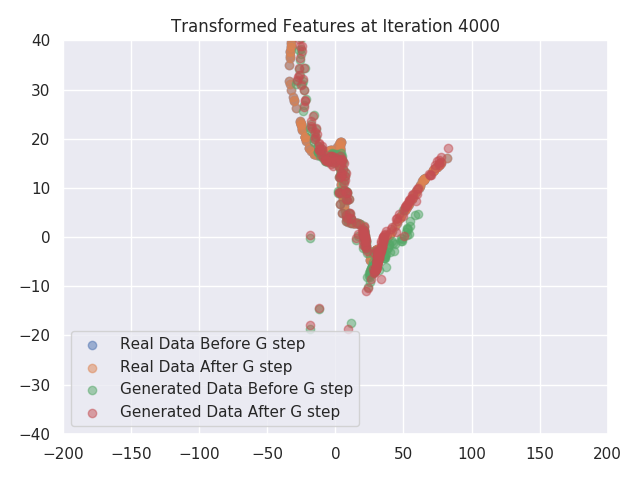 Transformed Features at Iteration 4000
40
30
20
10
0
−10
−20
−30
−40
−200 −150 −100 −50 0 50 100 150 200
Real Data Before G step
Real Data After G step
Generated Data Before G step
Generated Data After G step